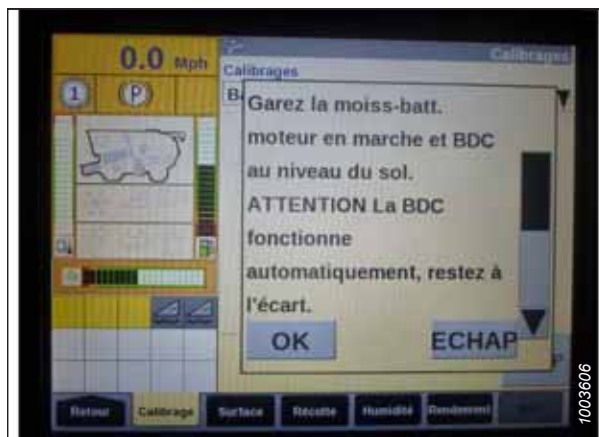 0.0 Mph
Calibrages
Calibrages
1
P
B
Garez la moiss-batt.
moteur en marche et BDC
au niveau du sol.
ATTENTION La BDC
fonctionne
automatiquement, restez à
l'écart.
OK
ECHAP
P
Retour
Calibrage
Surface
Récolte
Humidité
Rendement
1003606